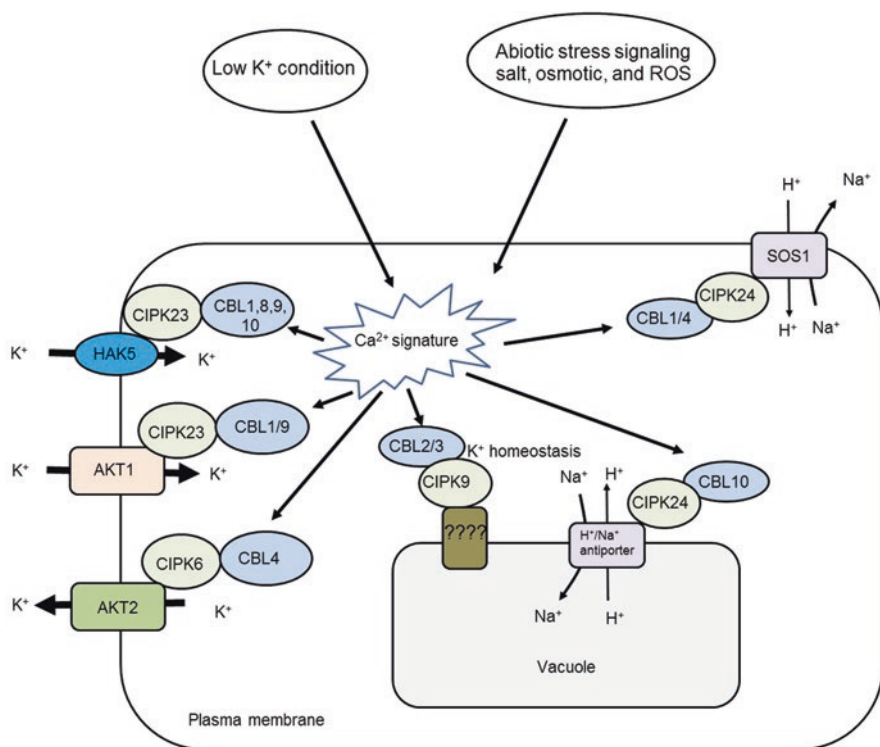 Low K⁺ condition
Abiotic stress signaling
salt, osmotic, and ROS
H⁺
Na⁺
SOS1
CIPK24
CBL1/4
H⁺
Na⁺
CIPK23
CBL1,8,9,
10
Ca²⁺ signature
K⁺
HAK5
K⁺
CIPK23
CBL1/9
K⁺
AKT1
K⁺
CBL2/3
K⁺ homeostasis
CIPK9
????
Na⁺
H⁺
CIPK24
CBL10
H⁺/Na⁺
antiporter
Na⁺
H⁺
CIPK6
CBL4
K⁺
AKT2
K⁺
Vacuole
Plasma membrane